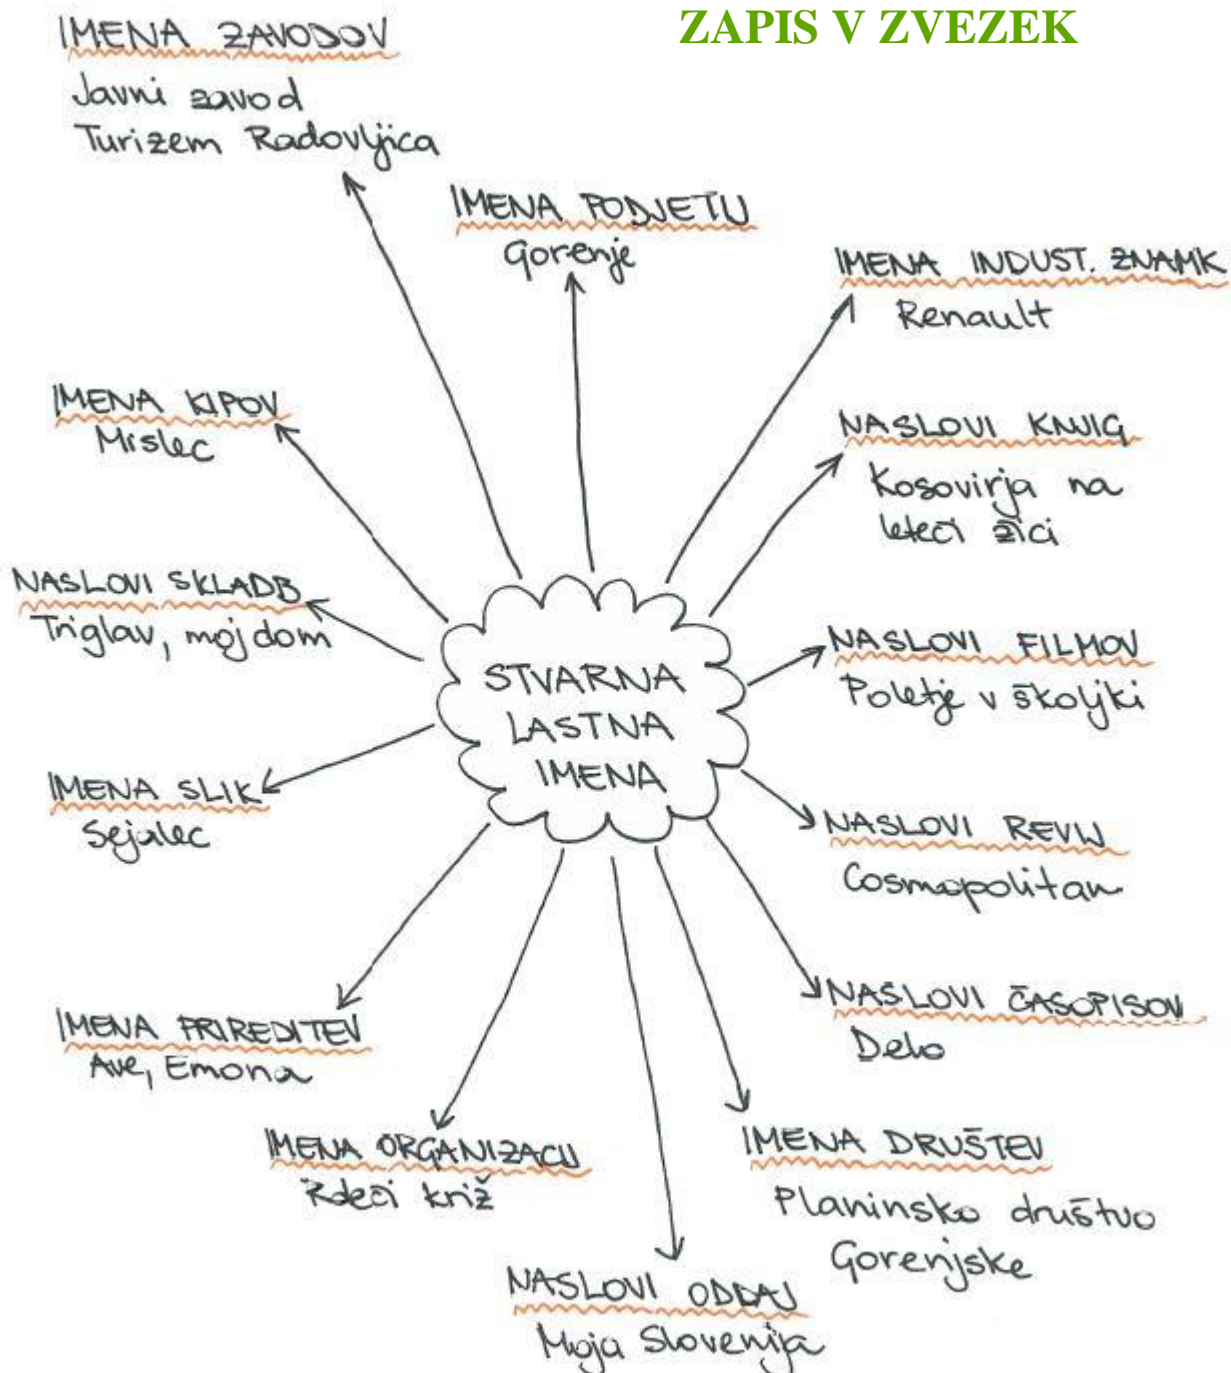 ZAPIS V ZVEZEK
IMENA ZAVODOV
Javni zavod
Turizem Radovljica
IMENA PODJETIJ
Gorenje
IMENA INDUST. ZNAMK
Renault
IMENA KIPOV
Mislec
NASLOVI KNJIG
Kosovirja na
leteči žlici
NASLOVI SKLADB
Triglav, moj dom
NASLOVI FILMOV
Poletje v školjki
STVARNA
LASTNA
IMENA
IMENA SLIK
Sejalec
NASLOVI REVIJ
Cosmopolitan
NASLOVI ČASOPISOV
Delo
IMENA PRIREDITEV
Ave, Emona
IMENA ORGANIZACIJ
Rdeči križ
IMENA DRUŠTEV
Planinsko društvo
Gorenjske
NASLOVI ODDAJ
Moja Slovenija